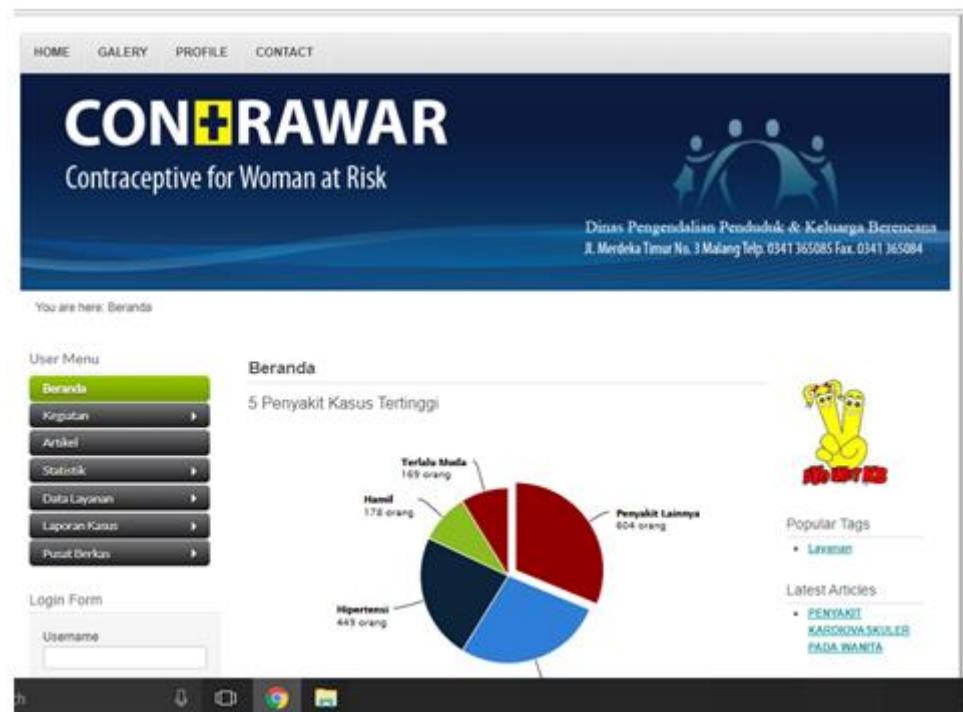 HOME GALERY PROFILE CONTACT
CONTRAWAR
Contraceptive for Woman at Risk
Dinas Pengendalian Penduduk & Keluarga Berencana
Jl. Merdeka Timur No. 3 Malang Telp. 0341 365085 Fax. 0341 365084
You are here: Beranda
User Menu
Beranda
Kegiatan
Artikel
Statistik
Data Layanan
Laporan Kasus
Pusat Berkas
Login Form
Username
Beranda
5 Penyakit Kasus Tertinggi
Terlalu Muda
169 orang
Hamil
178 orang
Penyakit Lainnya
604 orang
Hipertensi
449 orang
Popular Tags
Layanan
Latest Articles
PENYAKIT
KARDIOVASKULER
PADA WANITA